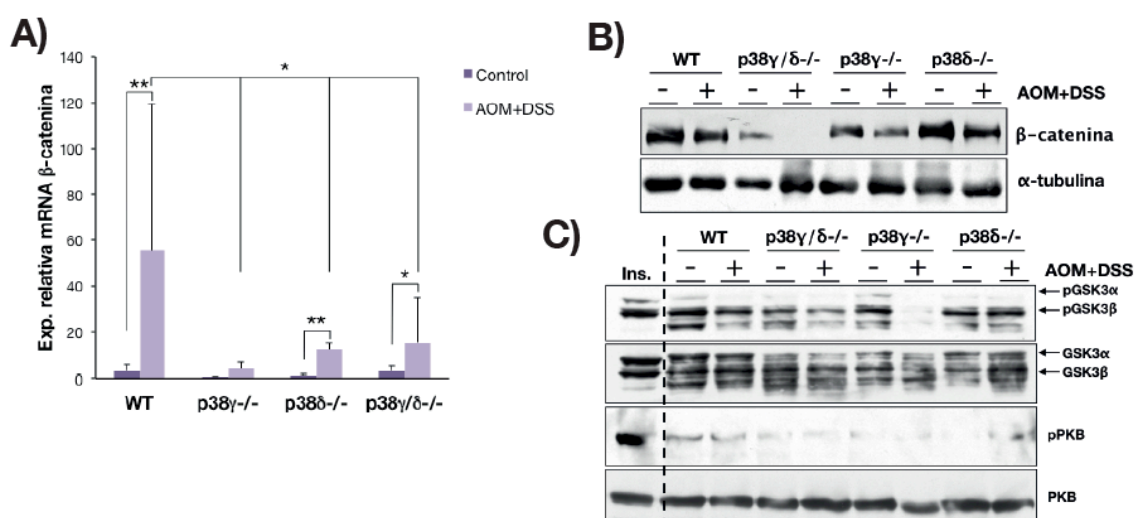 A)
Exp. relativa mRNA β-catenina
140
120
100
80
60
40
20
0
**
*
**
*
Control
AOM+DSS
WT
p38γ-/-
p38δ-/-
p38γ/δ-/-
B)
WT p38γ/δ-/- p38γ-/- p38δ-/-
- + - + - + - + AOM+DSS
β-catenina
α-tubulina
C)
WT p38γ/δ-/- p38γ-/- p38δ-/-
Ins. - + - + - + - + AOM+DSS
pGSK3α
pGSK3β
GSK3α
GSK3β
pPKB
PKB